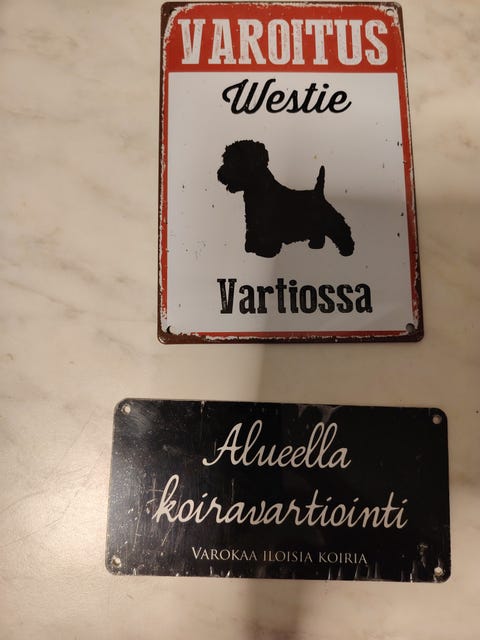 VAROITUS
Westie
Vartiossa
Alueella
koiravartiointi
VAROKAA ILOISIA KOIRIA